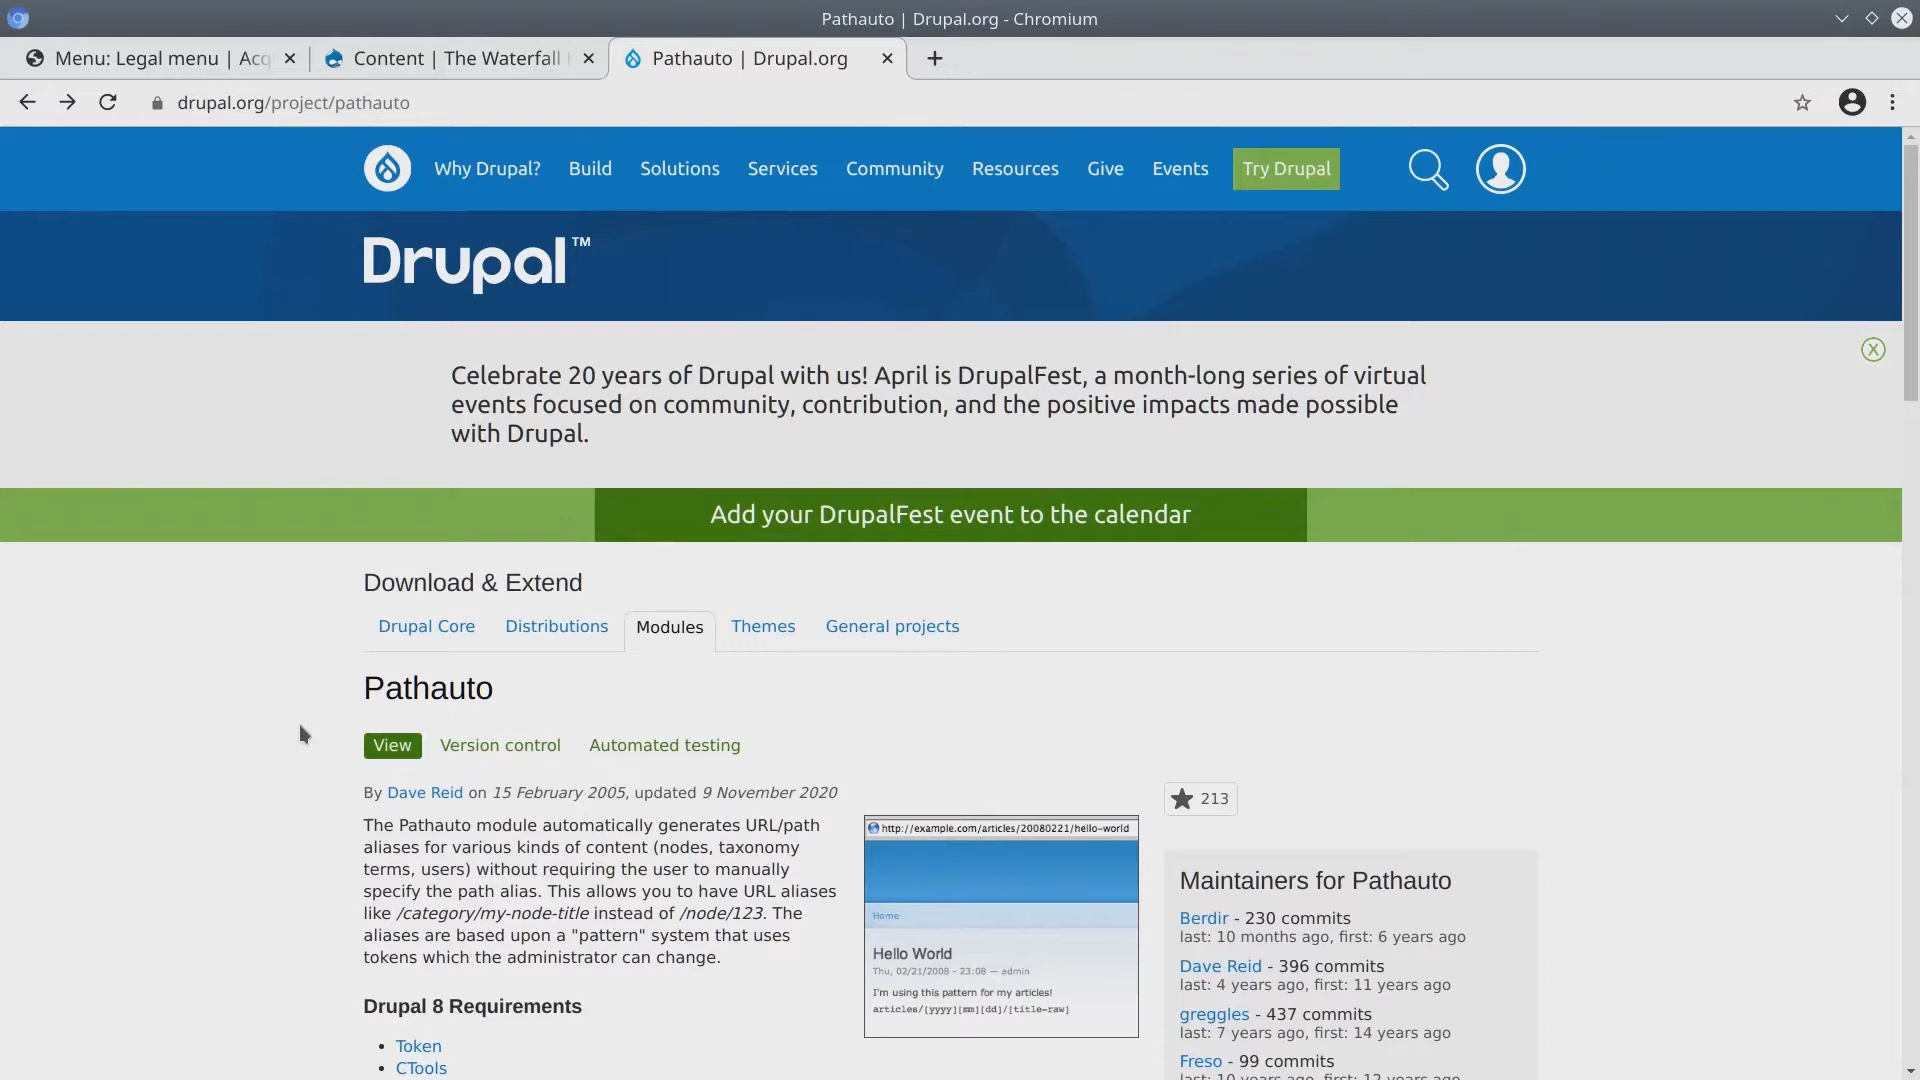 Pathauto | Drupal.org - Chromium
Menu: Legal menu | Acq
Content | The Waterfall
Pathauto | Drupal.org
drupal.org/project/pathauto
Why Drupal? Build Solutions Services Community Resources Give Events Try Drupal
Drupal™
Celebrate 20 years of Drupal with us! April is DrupalFest, a month-long series of virtual
events focused on community, contribution, and the positive impacts made possible
with Drupal.
Add your DrupalFest event to the calendar
Download & Extend
Drupal Core Distributions Modules Themes General projects
Pathauto
View Version control Automated testing
By Dave Reid on 15 February 2005, updated 9 November 2020
The Pathauto module automatically generates URL/path
aliases for various kinds of content (nodes, taxonomy
terms, users) without requiring the user to manually
specify the path alias. This allows you to have URL aliases
like /category/my-node-title instead of /node/123. The
aliases are based upon a "pattern" system that uses
tokens which the administrator can change.
Drupal 8 Requirements
• Token
• CTools
http://example.com/articles/20080221/hello-world
Home
Hello World
Thu, 02/21/2008 - 23:08 — admin
I'm using this pattern for my articles!
articles/[yyyy][mm][dd]/[title-raw]
213
Maintainers for Pathauto
Berdir - 230 commits
last: 10 months ago, first: 6 years ago
Dave Reid - 396 commits
last: 4 years ago, first: 11 years ago
greggles - 437 commits
last: 7 years ago, first: 14 years ago
Freso - 99 commits
last: 10 years ago, first: 12 years ago